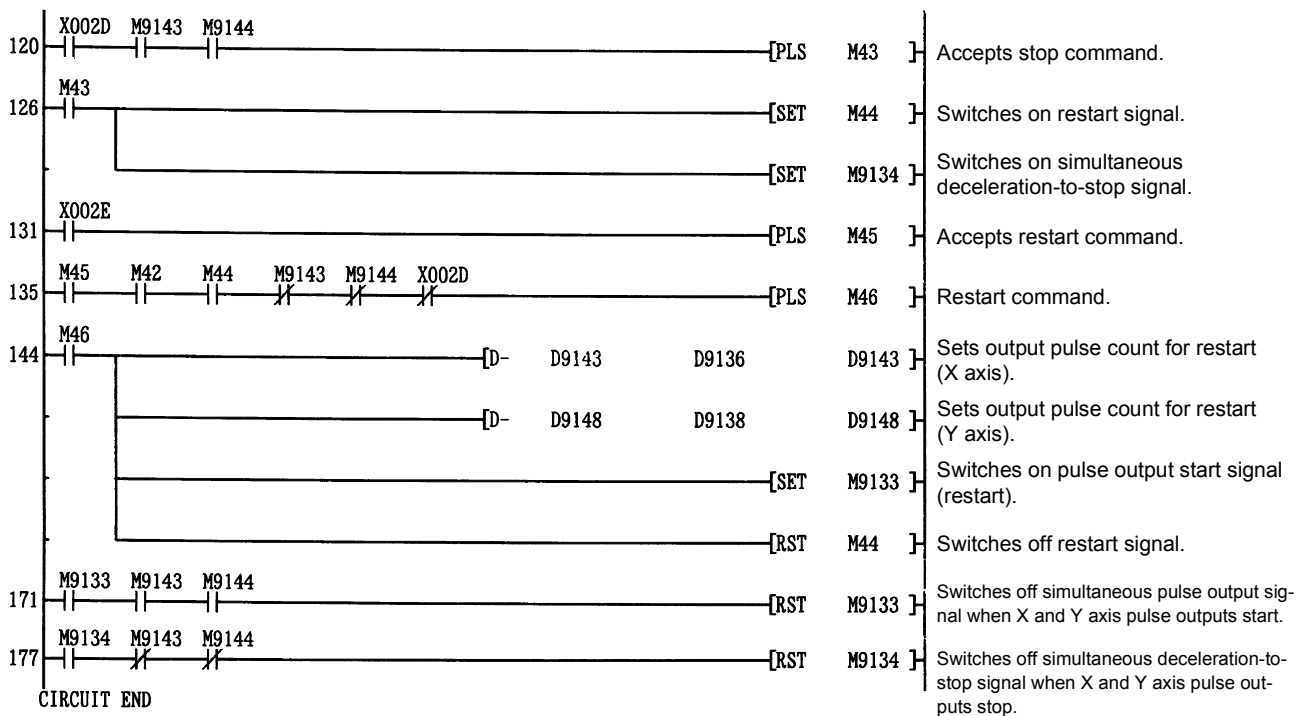 X002D M9143 M9144
120 [PLS M43 ] Accepts stop command.
M43
126 [SET M44 ] Switches on restart signal.
[SET M9134 ] Switches on simultaneous
deceleration-to-stop signal.
X002E
131 [PLS M45 ] Accepts restart command.
M45 M42 M44 M9143 M9144 X002D
135 [PLS M46 ] Restart command.
M46
144 [D- D9143 D9136 D9143 ] Sets output pulse count for restart
(X axis).
[D- D9148 D9138 D9148 ] Sets output pulse count for restart
(Y axis).
[SET M9133 ] Switches on pulse output start signal
(restart).
[RST M44 ] Switches off restart signal.
M9133 M9143 M9144
171 [RST M9133 ] Switches off simultaneous pulse output sig-
nal when X and Y axis pulse outputs start.
M9134 M9143 M9144
177 [RST M9134 ] Switches off simultaneous deceleration-to-
stop signal when X and Y axis pulse out-
puts stop.
CIRCUIT END